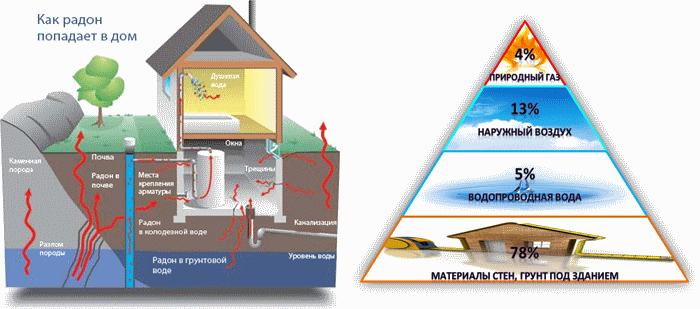 Как радон
попадает в дом
Душевая
вода
Окна
Каменная
порода
Почва
Радон в
почве
Места
крепления
арматуры
Трещины
Радон
в колодезной воде
Канализация
Разлом
породы
Радон в грунтовой
воде
Уровень воды
4%
ПРИРОДНЫЙ ГАЗ
13%
НАРУЖНЫЙ ВОЗДУХ
5%
ВОДОПРОВОДНАЯ ВОДА
78%
МАТЕРИАЛЫ СТЕН, ГРУНТ ПОД ЗДАНИЕМ